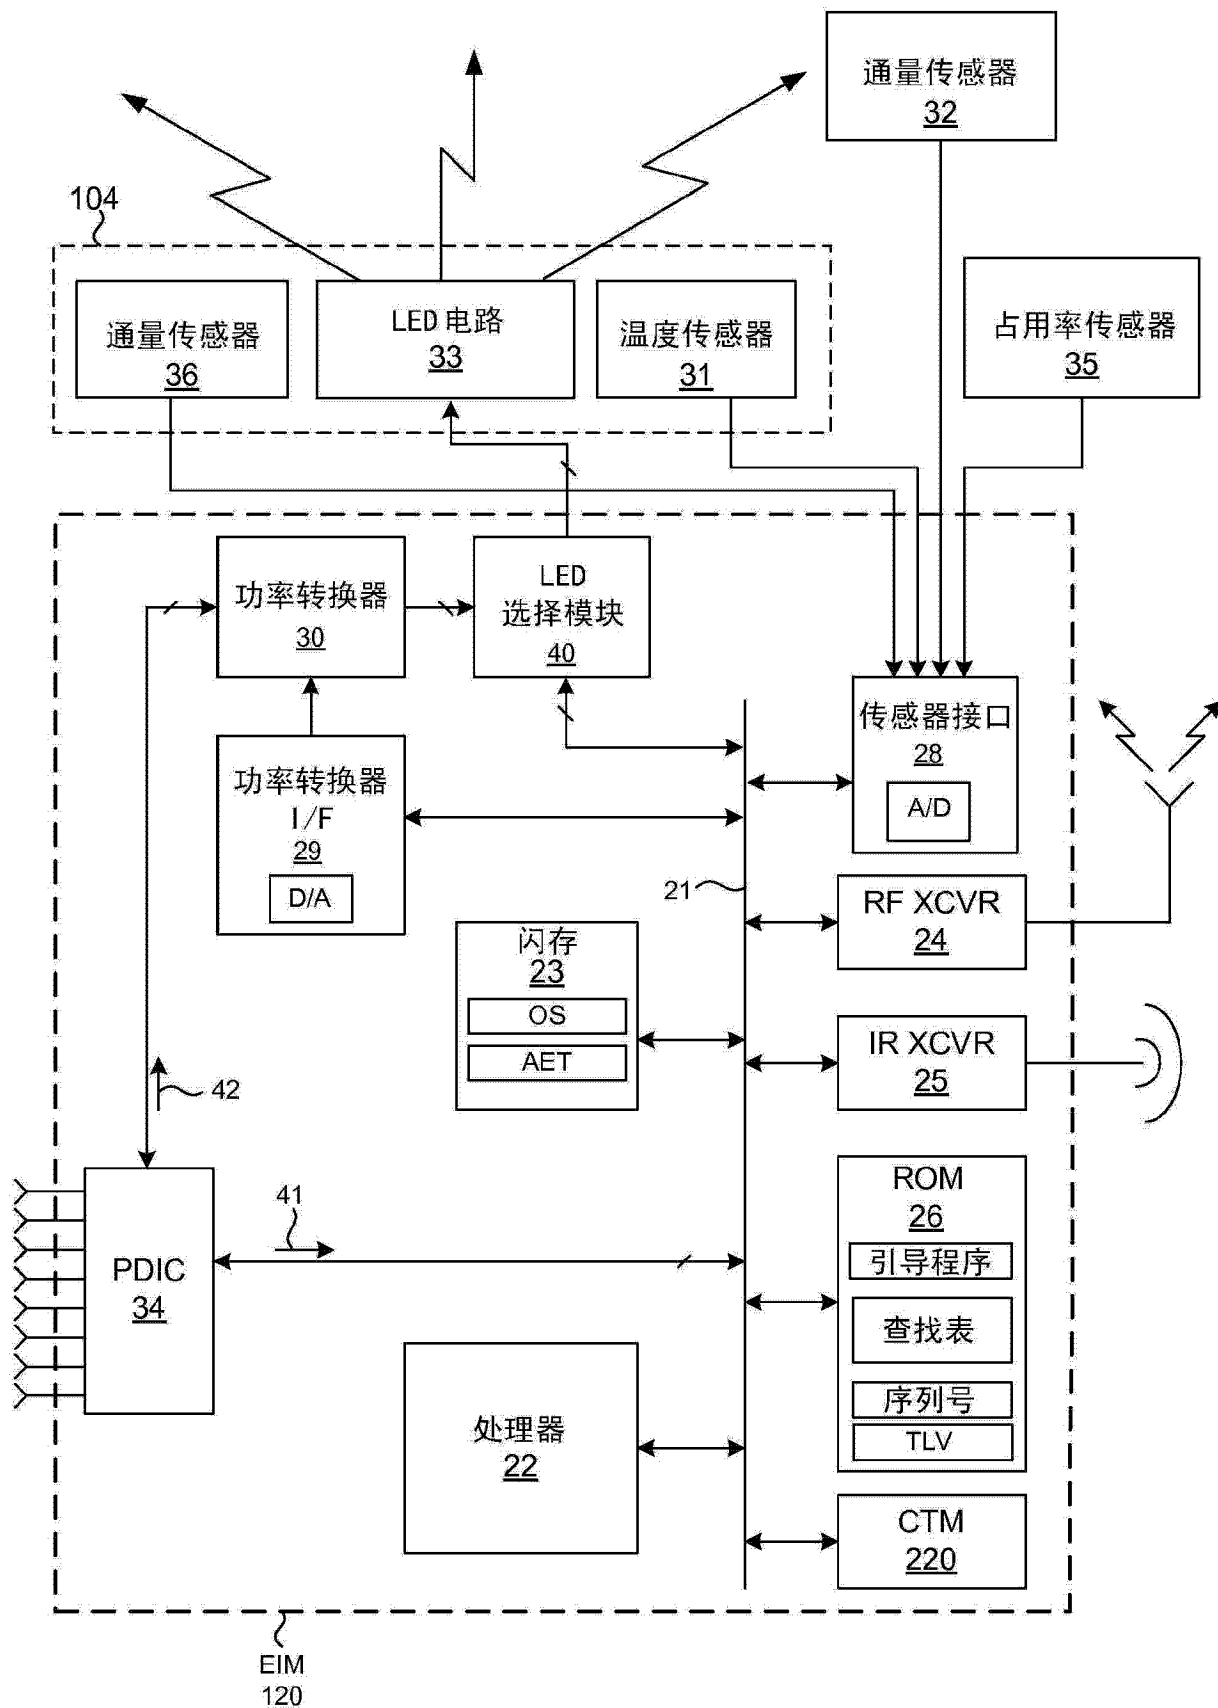 通量传感器
32
104
通量传感器
36
LED 电路
33
温度传感器
31
占用率传感器
35
功率转换器
30
LED
选择模块
40
传感器接口
28
A/D
功率转换器
I/F
29
D/A
21
RF XCVR
24
闪存
23
OS
AET
IR XCVR
25
42
41
PDIC
34
ROM
26
引导程序
查找表
序列号
TLV
处理器
22
CTM
220
EIM
120